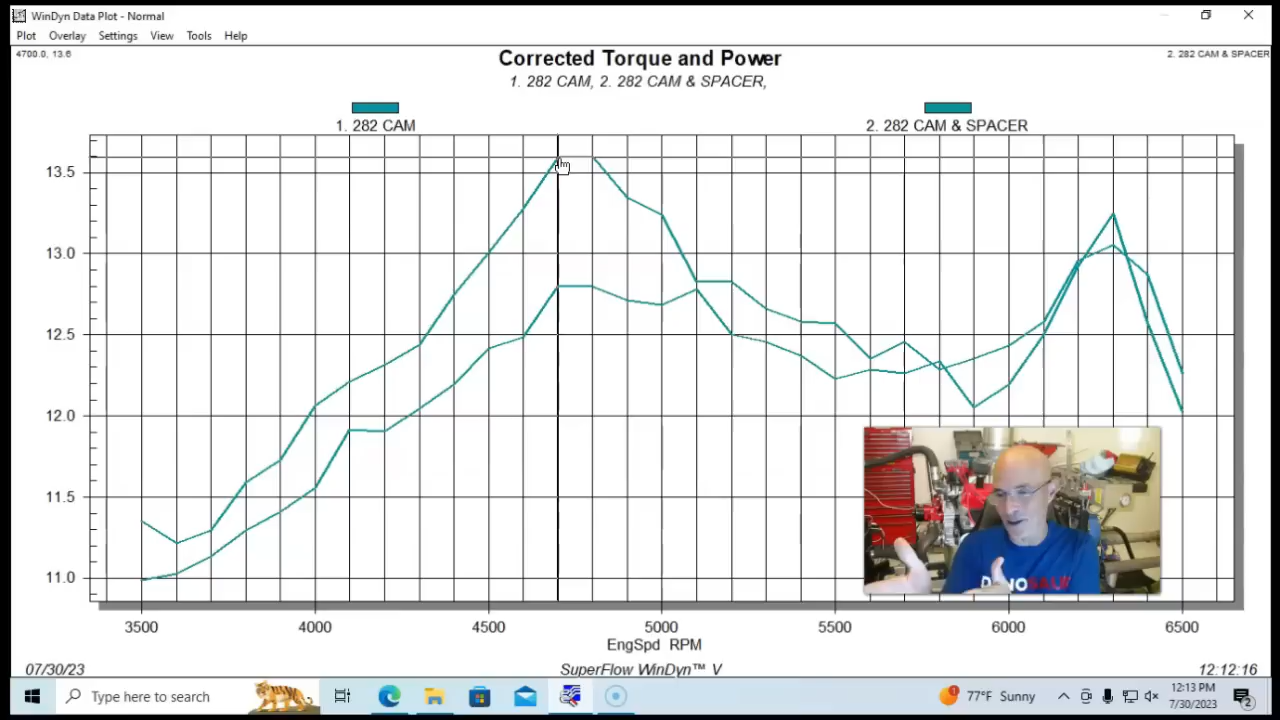 WinDyn Data Plot - Normal
Plot Overlay Settings View Tools Help
4700.0, 13.6
2. 282 CAM & SPACER
Corrected Torque and Power
1. 282 CAM, 2. 282 CAM & SPACER,
1. 282 CAM
2. 282 CAM & SPACER
13.5
13.0
12.5
12.0
11.5
11.0
3500 4000 4500 5000 5500 6000 6500
EngSpd RPM
07/30/23
SuperFlow WinDyn™ V
12:12:16
Type here to search
1
77°F Sunny
12:13 PM
7/30/2023
2